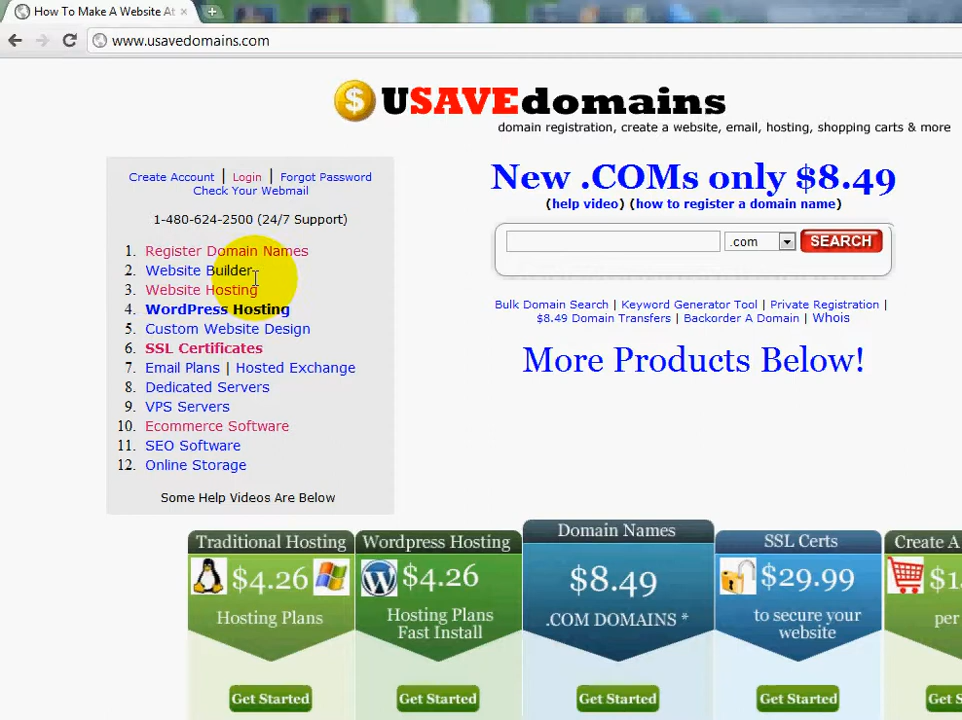 How To Make A Website At
www.usavedomains.com
$ USAVEdomains
domain registration, create a website, email, hosting, shopping carts & more
Create Account | Login | Forgot Password
Check Your Webmail
1-480-624-2500 (24/7 Support)
1. Register Domain Names
2. Website Builder
3. Website Hosting
4. WordPress Hosting
5. Custom Website Design
6. SSL Certificates
7. Email Plans | Hosted Exchange
8. Dedicated Servers
9. VPS Servers
10. Ecommerce Software
11. SEO Software
12. Online Storage
Some Help Videos Are Below
New .COMs only $8.49
(help video) (how to register a domain name)
.com SEARCH
Bulk Domain Search | Keyword Generator Tool | Private Registration |
$8.49 Domain Transfers | Backorder A Domain | Whois
More Products Below!
Traditional Hosting
$4.26
Hosting Plans
Get Started
Wordpress Hosting
$4.26
Hosting Plans
Fast Install
Get Started
Domain Names
$8.49
.COM DOMAINS *
Get Started
SSL Certs
$29.99
to secure your
website
Get Started
Create A
$1
per
Get Started